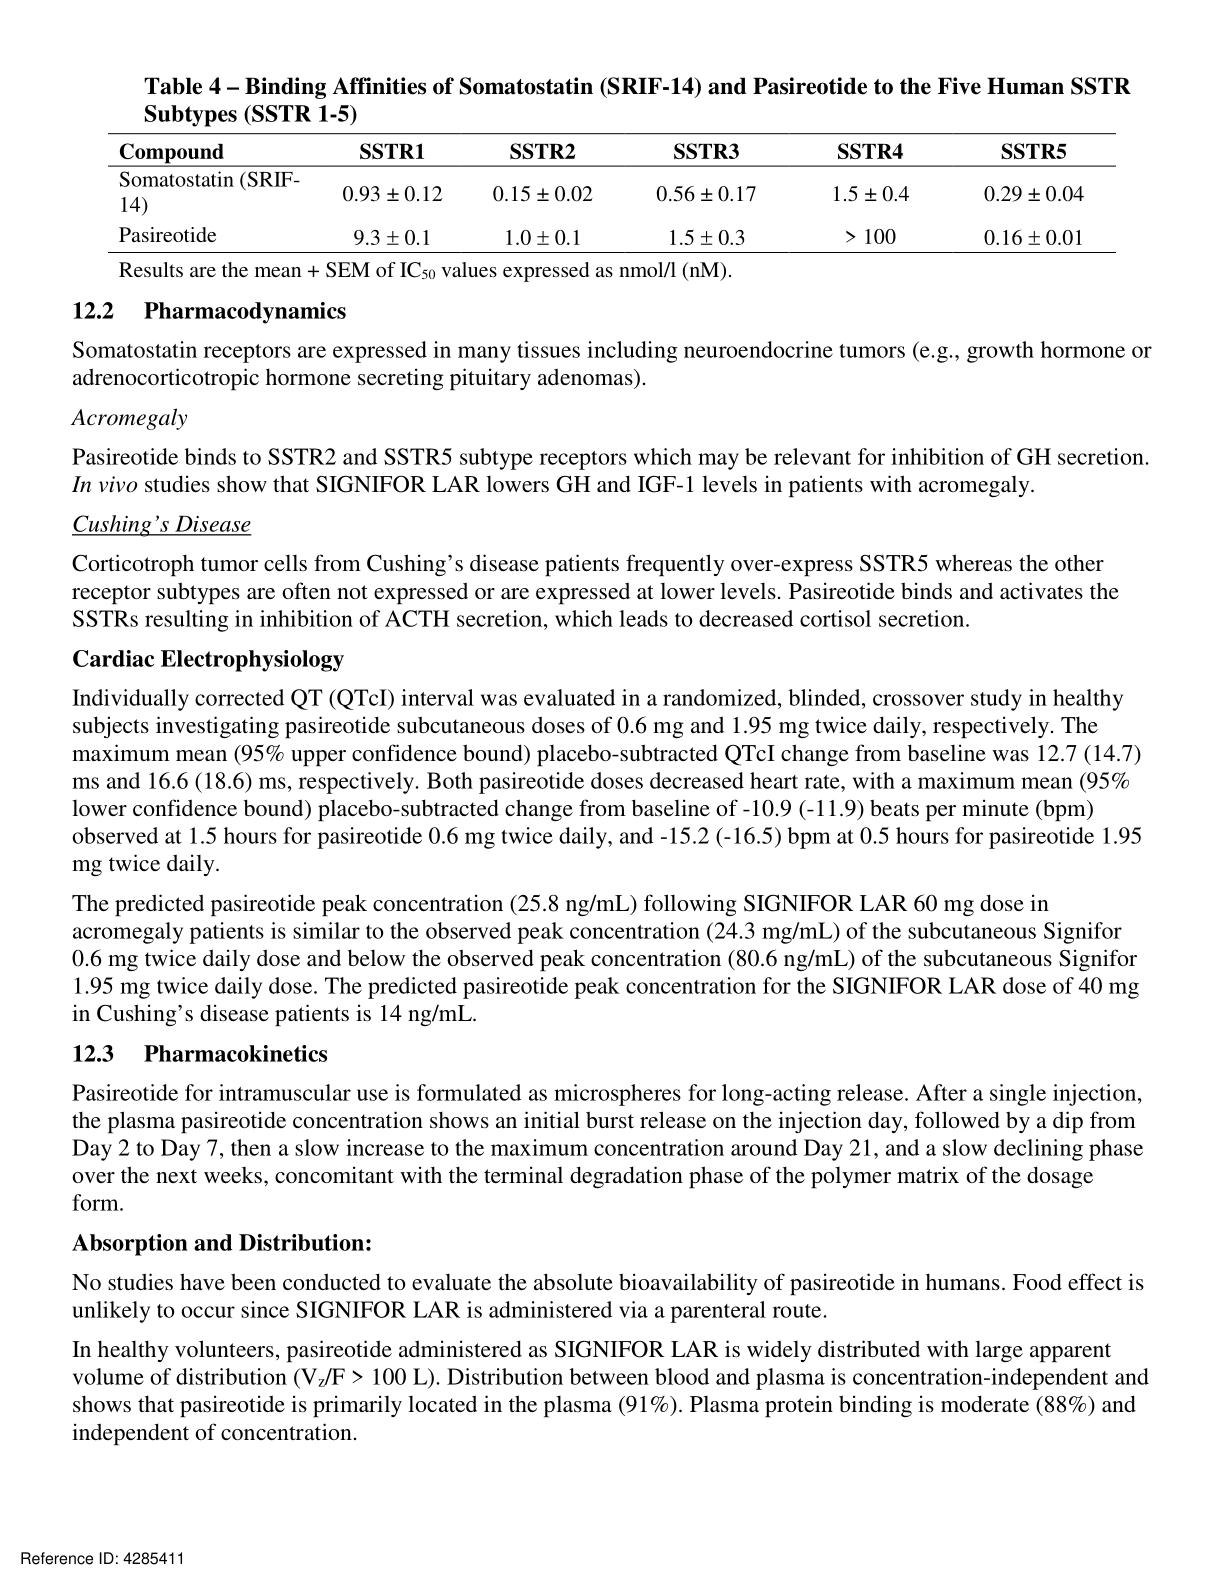 Table 4 – Binding Affinities of Somatostatin (SRIF-14) and Pasireotide to the Five Human SSTR
Subtypes (SSTR 1-5)
Compound SSTR1 SSTR2 SSTR3 SSTR4 SSTR5
Somatostatin (SRIF-
14) 0.93 ± 0.12 0.15 ± 0.02 0.56 ± 0.17 1.5 ± 0.4 0.29 ± 0.04
Pasireotide 9.3 ± 0.1 1.0 ± 0.1 1.5 ± 0.3 > 100 0.16 ± 0.01
Results are the mean + SEM of IC50 values expressed as nmol/l (nM).
12.2 Pharmacodynamics
Somatostatin receptors are expressed in many tissues including neuroendocrine tumors (e.g., growth hormone or
adrenocorticotropic hormone secreting pituitary adenomas).
Acromegaly
Pasireotide binds to SSTR2 and SSTR5 subtype receptors which may be relevant for inhibition of GH secretion.
In vivo studies show that SIGNIFOR LAR lowers GH and IGF-1 levels in patients with acromegaly.
Cushing’s Disease
Corticotroph tumor cells from Cushing’s disease patients frequently over-express SSTR5 whereas the other
receptor subtypes are often not expressed or are expressed at lower levels. Pasireotide binds and activates the
SSTRs resulting in inhibition of ACTH secretion, which leads to decreased cortisol secretion.
Cardiac Electrophysiology
Individually corrected QT (QTcI) interval was evaluated in a randomized, blinded, crossover study in healthy
subjects investigating pasireotide subcutaneous doses of 0.6 mg and 1.95 mg twice daily, respectively. The
maximum mean (95% upper confidence bound) placebo-subtracted QTcI change from baseline was 12.7 (14.7)
ms and 16.6 (18.6) ms, respectively. Both pasireotide doses decreased heart rate, with a maximum mean (95%
lower confidence bound) placebo-subtracted change from baseline of -10.9 (-11.9) beats per minute (bpm)
observed at 1.5 hours for pasireotide 0.6 mg twice daily, and -15.2 (-16.5) bpm at 0.5 hours for pasireotide 1.95
mg twice daily.
The predicted pasireotide peak concentration (25.8 ng/mL) following SIGNIFOR LAR 60 mg dose in
acromegaly patients is similar to the observed peak concentration (24.3 mg/mL) of the subcutaneous Signifor
0.6 mg twice daily dose and below the observed peak concentration (80.6 ng/mL) of the subcutaneous Signifor
1.95 mg twice daily dose. The predicted pasireotide peak concentration for the SIGNIFOR LAR dose of 40 mg
in Cushing’s disease patients is 14 ng/mL.
12.3 Pharmacokinetics
Pasireotide for intramuscular use is formulated as microspheres for long-acting release. After a single injection,
the plasma pasireotide concentration shows an initial burst release on the injection day, followed by a dip from
Day 2 to Day 7, then a slow increase to the maximum concentration around Day 21, and a slow declining phase
over the next weeks, concomitant with the terminal degradation phase of the polymer matrix of the dosage
form.
Absorption and Distribution:
No studies have been conducted to evaluate the absolute bioavailability of pasireotide in humans. Food effect is
unlikely to occur since SIGNIFOR LAR is administered via a parenteral route.
In healthy volunteers, pasireotide administered as SIGNIFOR LAR is widely distributed with large apparent
volume of distribution (Vz/F > 100 L). Distribution between blood and plasma is concentration-independent and
shows that pasireotide is primarily located in the plasma (91%). Plasma protein binding is moderate (88%) and
independent of concentration.
Reference ID: 4285411